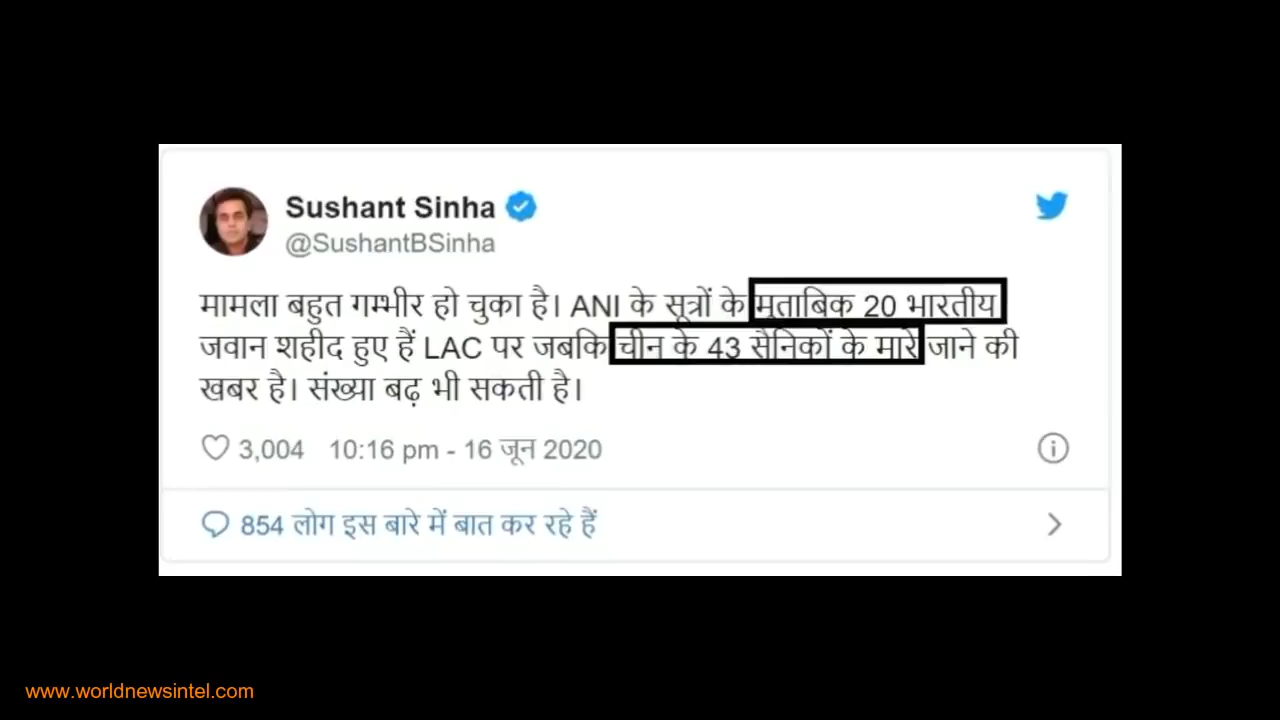 Sushant Sinha
@SushantBSinha
मामला बहुत गम्भीर हो चुका है। ANI के सूत्रों के मुताबिक 20 भारतीय
जवान शहीद हुए हैं LAC पर जबकि चीन के 43 सैनिकों के मारे जाने की
खबर है। संख्या बढ़ भी सकती है।
3,004 10:16 pm - 16 जून 2020
854 लोग इस बारे में बात कर रहे हैं
www.worldnewsintel.com